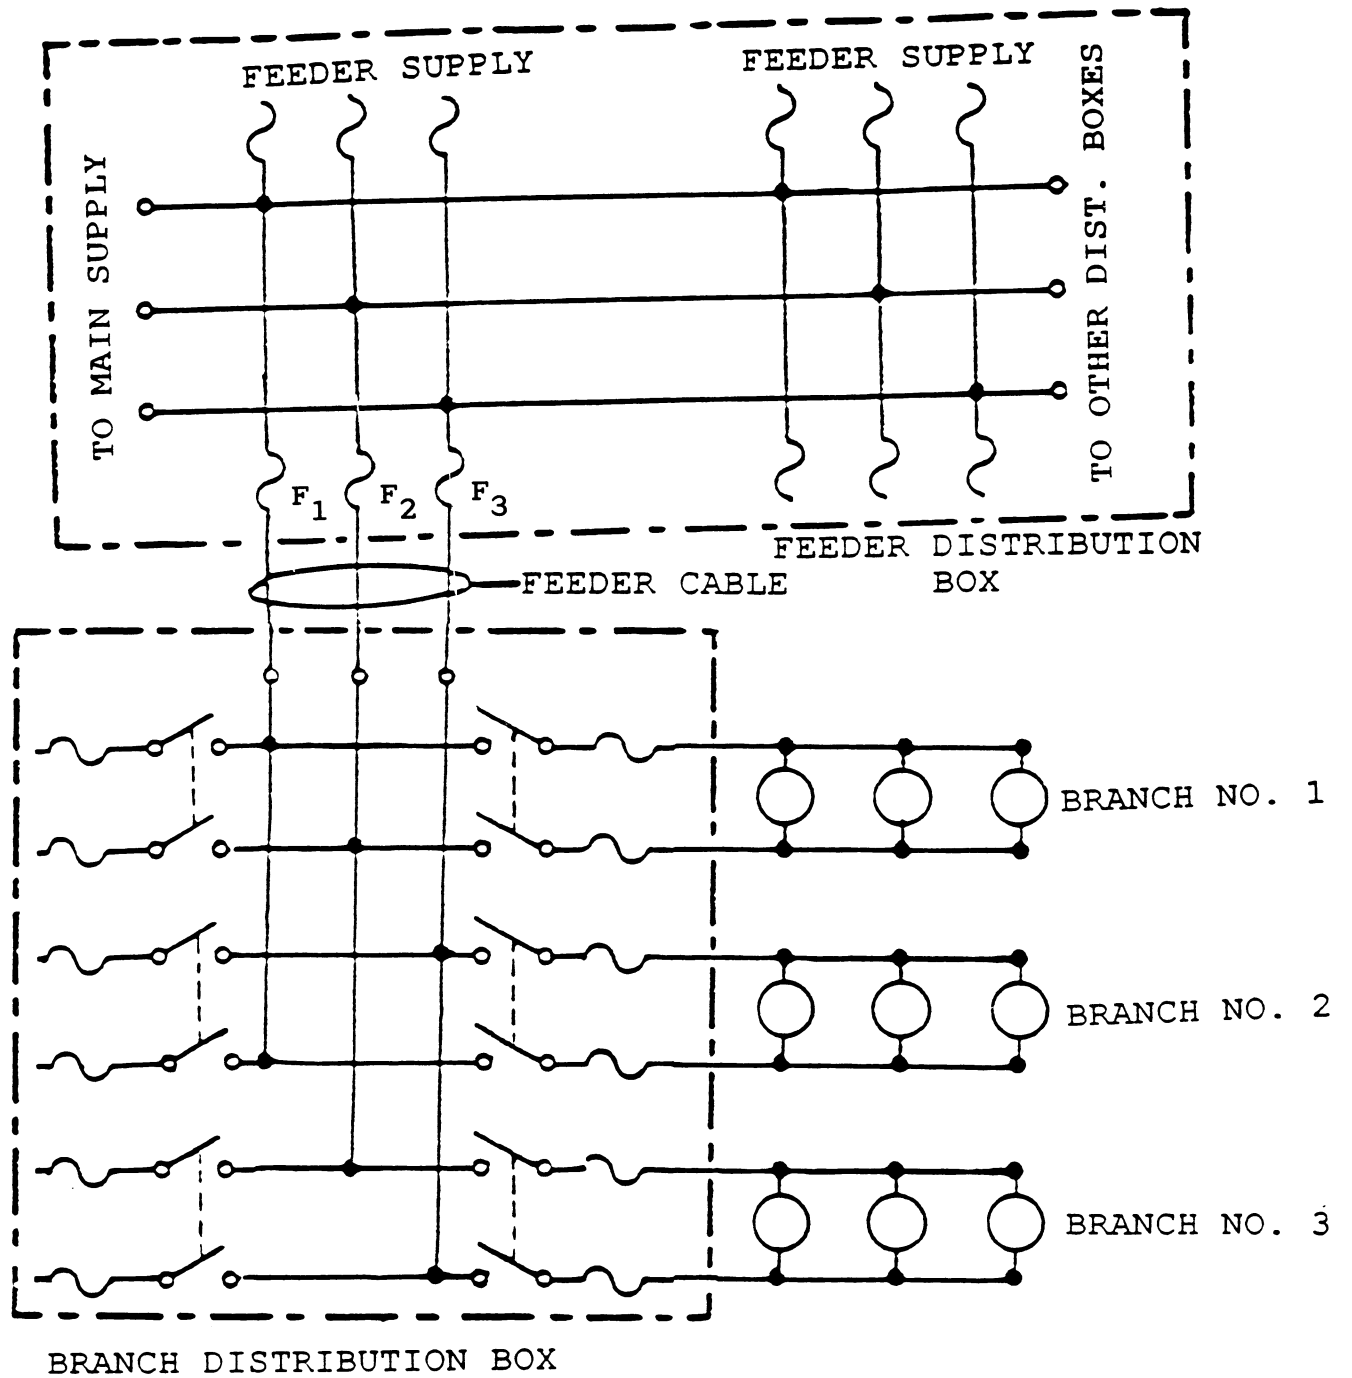 FEEDER SUPPLY
FEEDER SUPPLY
TO MAIN SUPPLY
TO OTHER DIST. BOXES
F1
F2
F3
FEEDER DISTRIBUTION
BOX
FEEDER CABLE
BRANCH NO. 1
BRANCH NO. 2
BRANCH NO. 3
BRANCH DISTRIBUTION BOX